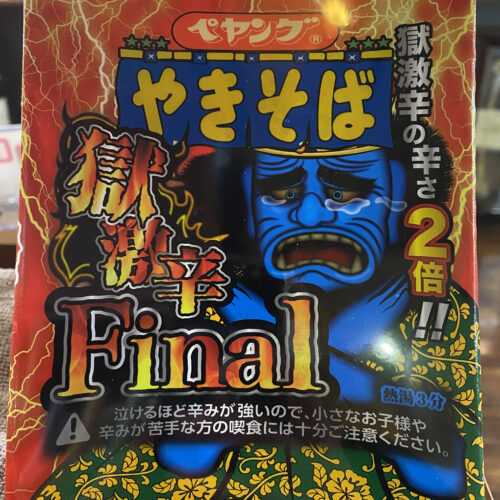 ペヤング®
やきそば
獄激辛の辛さ2倍!!
獄激辛
Final
熱湯3分
泣けるほど辛みが強いので、小さなお子様や
辛みが苦手な方の喫食には十分ご注意ください。